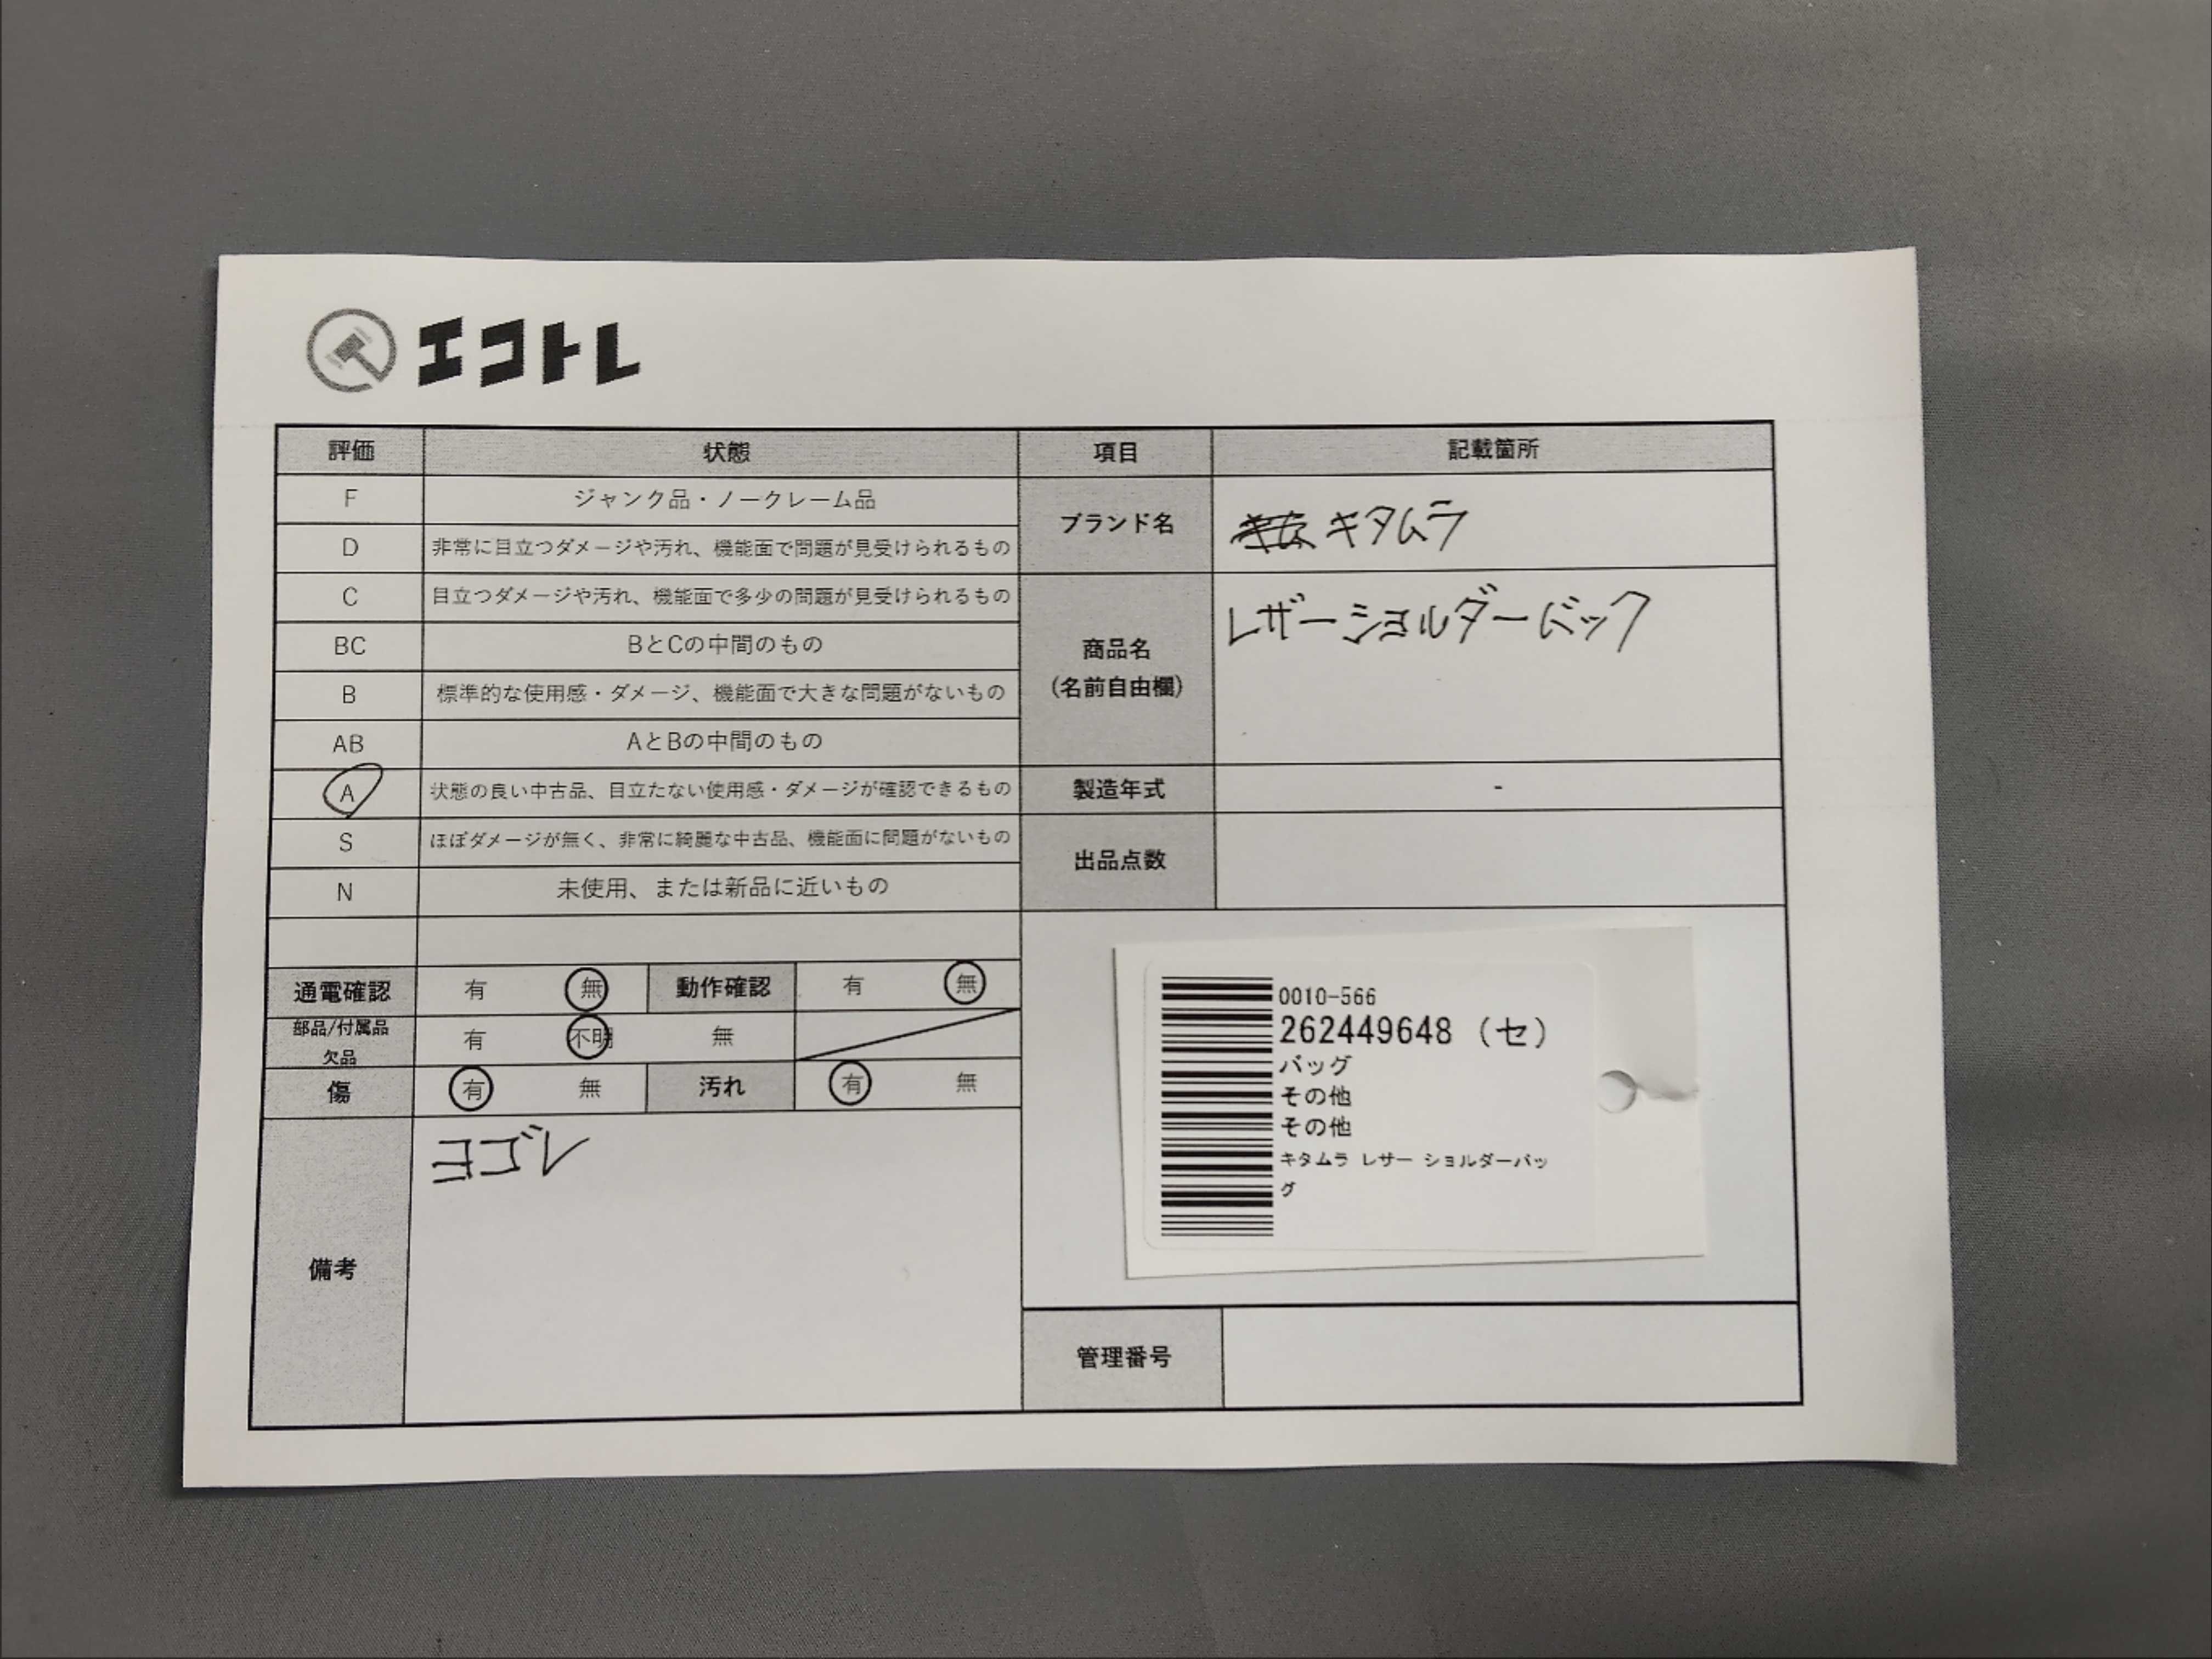 エコトレ
評価 状態 項目 記載箇所
F ジャンク品・ノークレーム品
D 非常に目立つダメージや汚れ、機能面で問題が見受けられるもの
ブランド名 キタムラ
C 目立つダメージや汚れ、機能面で多少の問題が見受けられるもの
BC BとCの中間のもの
B 標準的な使用感・ダメージ、機能面で大きな問題がないもの
AB AとBの中間のもの
商品名
(名前自由欄)
レザーショルダーバック
A 状態の良い中古品、目立たない使用感・ダメージが確認できるもの
製造年式 -
S ほぼダメージが無く、非常に綺麗な中古品、機能面に問題がないもの
N 未使用、または新品に近いもの
出品点数
通電確認 有 無 動作確認 有 無
部品/付属品
欠品
有 不明 無
傷 有 無 汚れ 有 無
備考
ヨゴレ
0010-566
262449648 (セ)
バッグ
その他
その他
キタムラ レザー ショルダーバッ
グ
管理番号